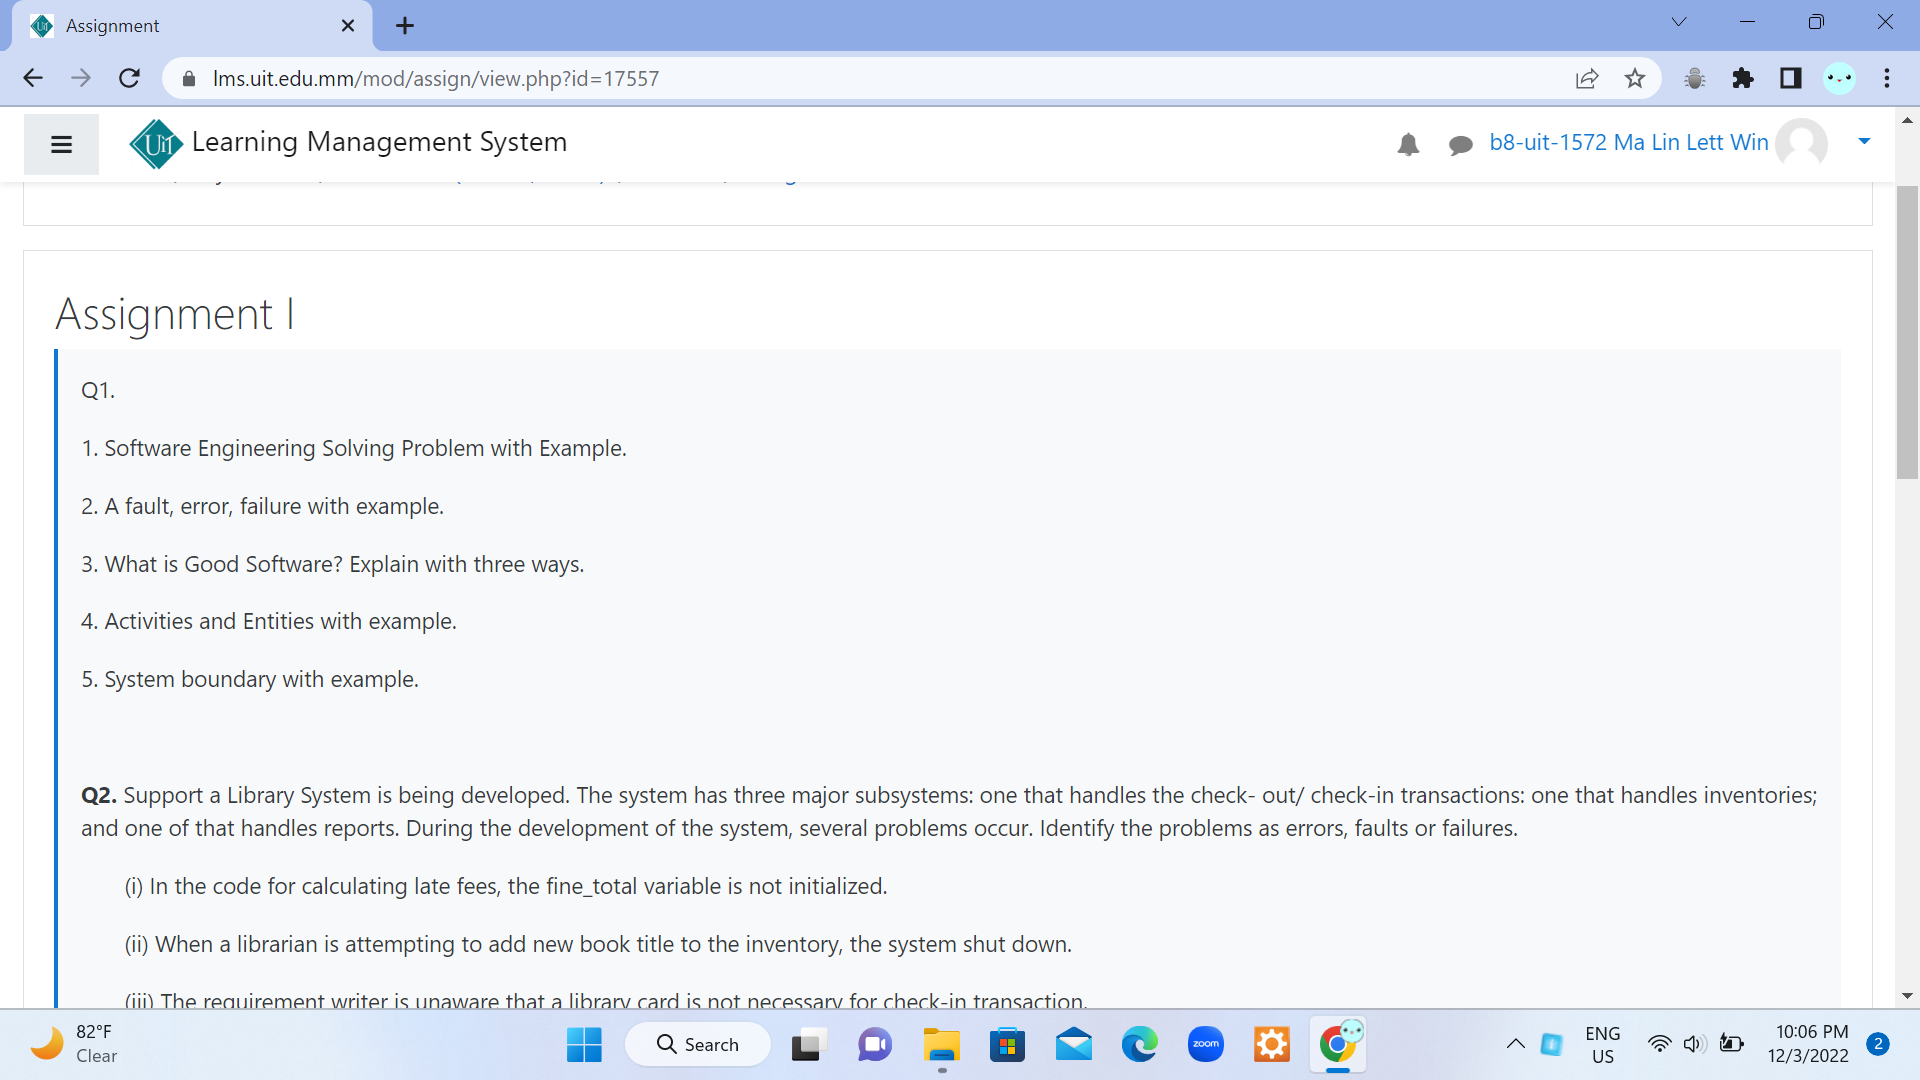 Assignment
lms.uit.edu.mm/mod/assign/view.php?id=17557
UiT Learning Management System
b8-uit-1572 Ma Lin Lett Win
Assignment I
Q1.
1. Software Engineering Solving Problem with Example.
2. A fault, error, failure with example.
3. What is Good Software? Explain with three ways.
4. Activities and Entities with example.
5. System boundary with example.
Q2. Support a Library System is being developed. The system has three major subsystems: one that handles the check- out/ check-in transactions: one that handles inventories;
and one of that handles reports. During the development of the system, several problems occur. Identify the problems as errors, faults or failures.
(i) In the code for calculating late fees, the fine_total variable is not initialized.
(ii) When a librarian is attempting to add new book title to the inventory, the system shut down.
(iii) The requirement writer is unaware that a library card is not necessary for check-in transaction.
82°F
Clear
Search
zoom
ENG
US
10:06 PM
12/3/2022
2